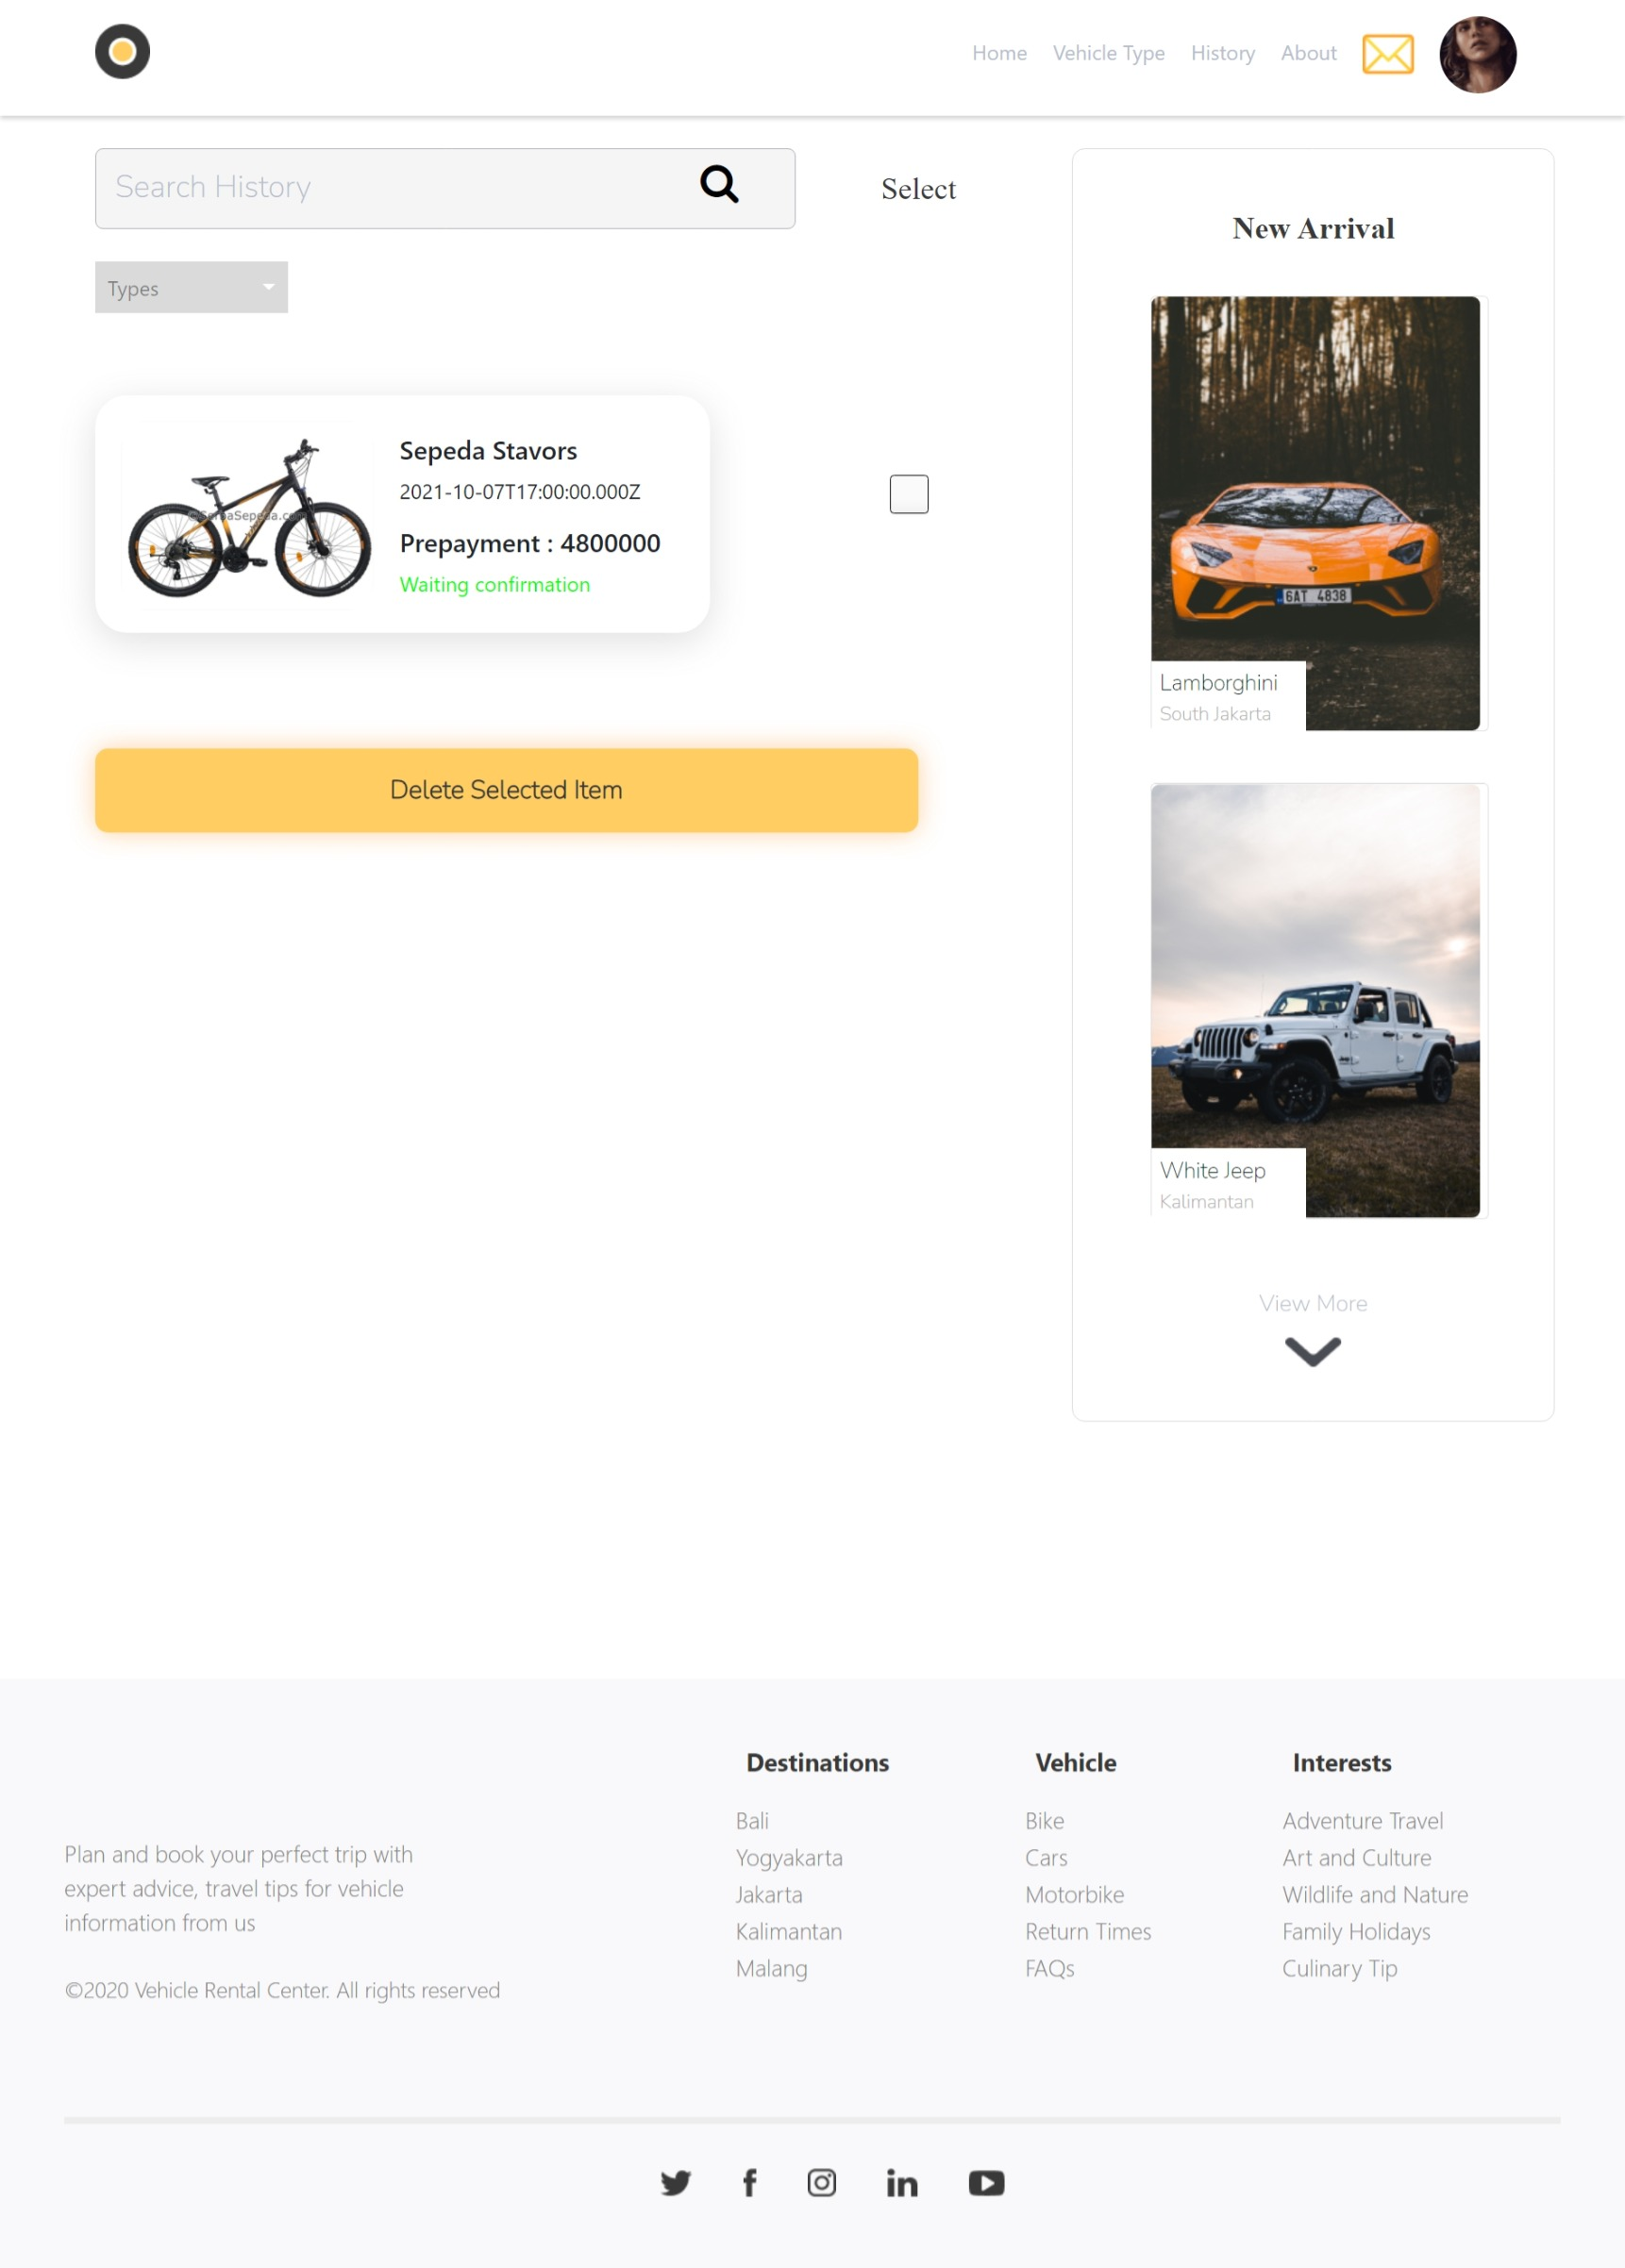 Home Vehicle Type History About
Search History
Select
Types
Sepeda Stavors
2021-10-07T17:00:00.000Z
Prepayment : 4800000
Waiting confirmation
Delete Selected Item
New Arrival
6AT 4838
Lamborghini
South Jakarta
White Jeep
Kalimantan
View More
Plan and book your perfect trip with
expert advice, travel tips for vehicle
information from us
©2020 Vehicle Rental Center. All rights reserved
Destinations
Bali
Yogyakarta
Jakarta
Kalimantan
Malang
Vehicle
Bike
Cars
Motorbike
Return Times
FAQs
Interests
Adventure Travel
Art and Culture
Wildlife and Nature
Family Holidays
Culinary Tip